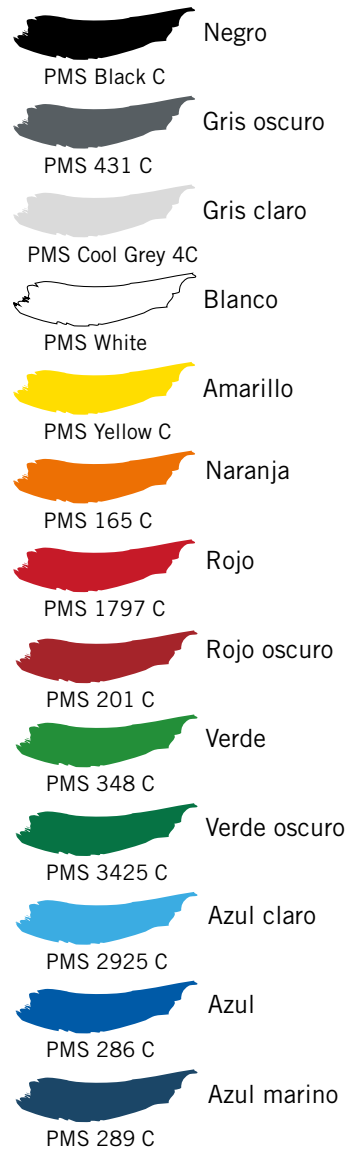 Negro
PMS Black C
Gris oscuro
PMS 431 C
Gris claro
PMS Cool Grey 4C
Blanco
PMS White
Amarillo
PMS Yellow C
Naranja
PMS 165 C
Rojo
PMS 1797 C
Rojo oscuro
PMS 201 C
Verde
PMS 348 C
Verde oscuro
PMS 3425 C
Azul claro
PMS 2925 C
Azul
PMS 286 C
Azul marino
PMS 289 C